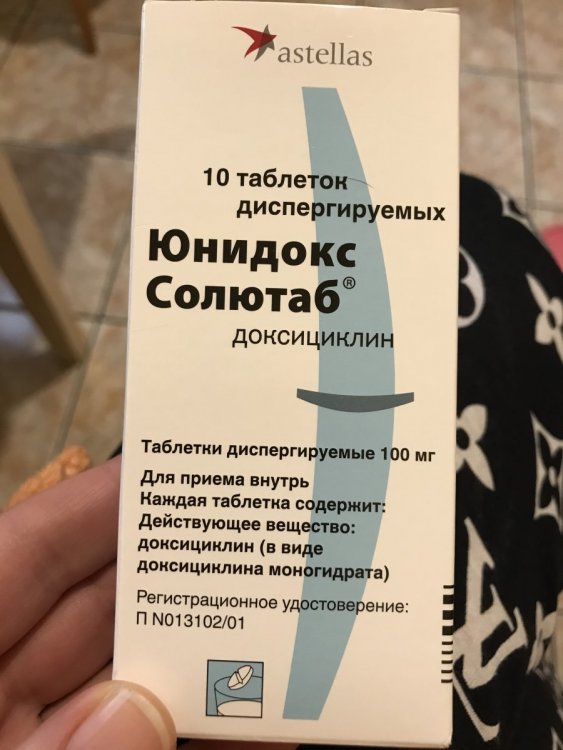 astellas
10 таблеток
диспергируемых
Юнидокс
Солютаб®
доксициклин
Таблетки диспергируемые 100 мг
Для приема внутрь
Каждая таблетка содержит:
Действующее вещество:
доксициклин (в виде
доксициклина моногидрата)
Регистрационное удостоверение:
П N013102/01